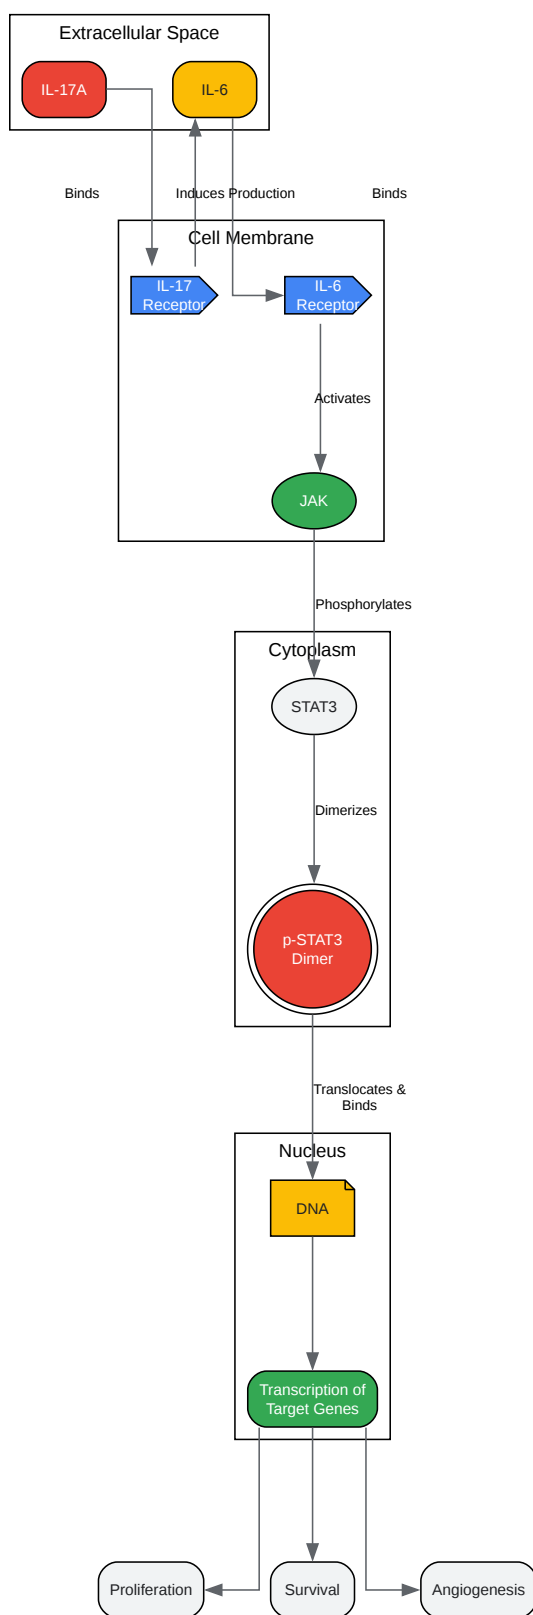 Extracellular Space
IL-17A
IL-6
Binds
Induces Production
Binds
Cell Membrane
IL-17
Receptor
IL-6
Receptor
Activates
JAK
Phosphorylates
Cytoplasm
STAT3
Dimerizes
p-STAT3
Dimer
Translocates &
Binds
Nucleus
DNA
Transcription of
Target Genes
Proliferation
Survival
Angiogenesis